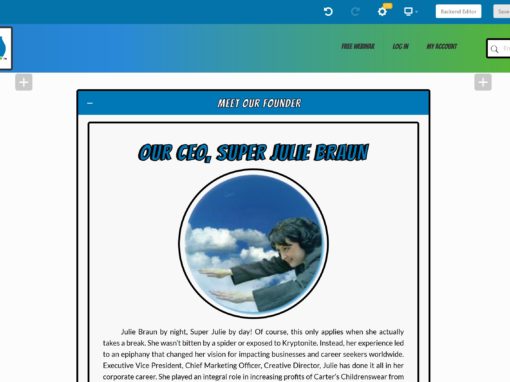 Backend Editor
FREE WEBINAR LOG IN MY ACCOUNT
MEET OUR FOUNDER
OUR CEO, SUPER JULIE BRAUN
Julie Braun by night, Super Julie by day! Of course, this only applies when she actually
takes a break. She wasn't bitten by a spider or exposed to Kryptonite. Instead, her experience led
to an epiphany that changed her vision for impacting businesses and career seekers worldwide.
Executive Vice President, Chief Marketing Officer, Creative Director, Julie has done it all in her
corporate career. She played an integral role in increasing profits of Carter's Childrenswear from